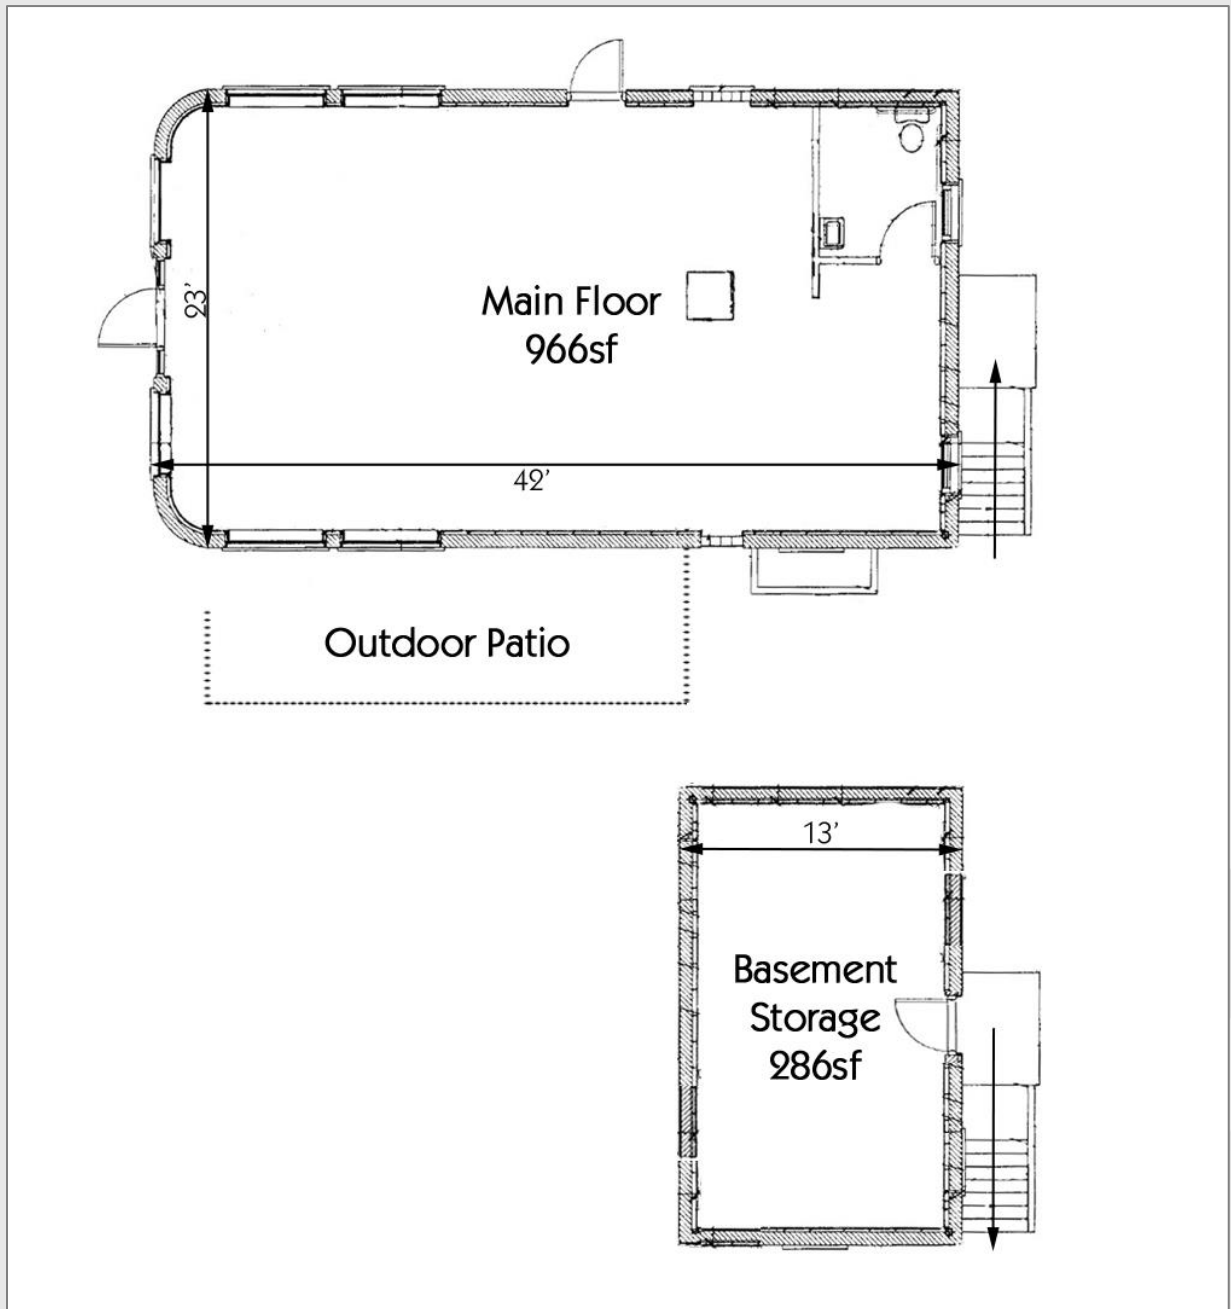 23'
Main Floor
966sf
42'
Outdoor Patio
13'
Basement
Storage
286sf